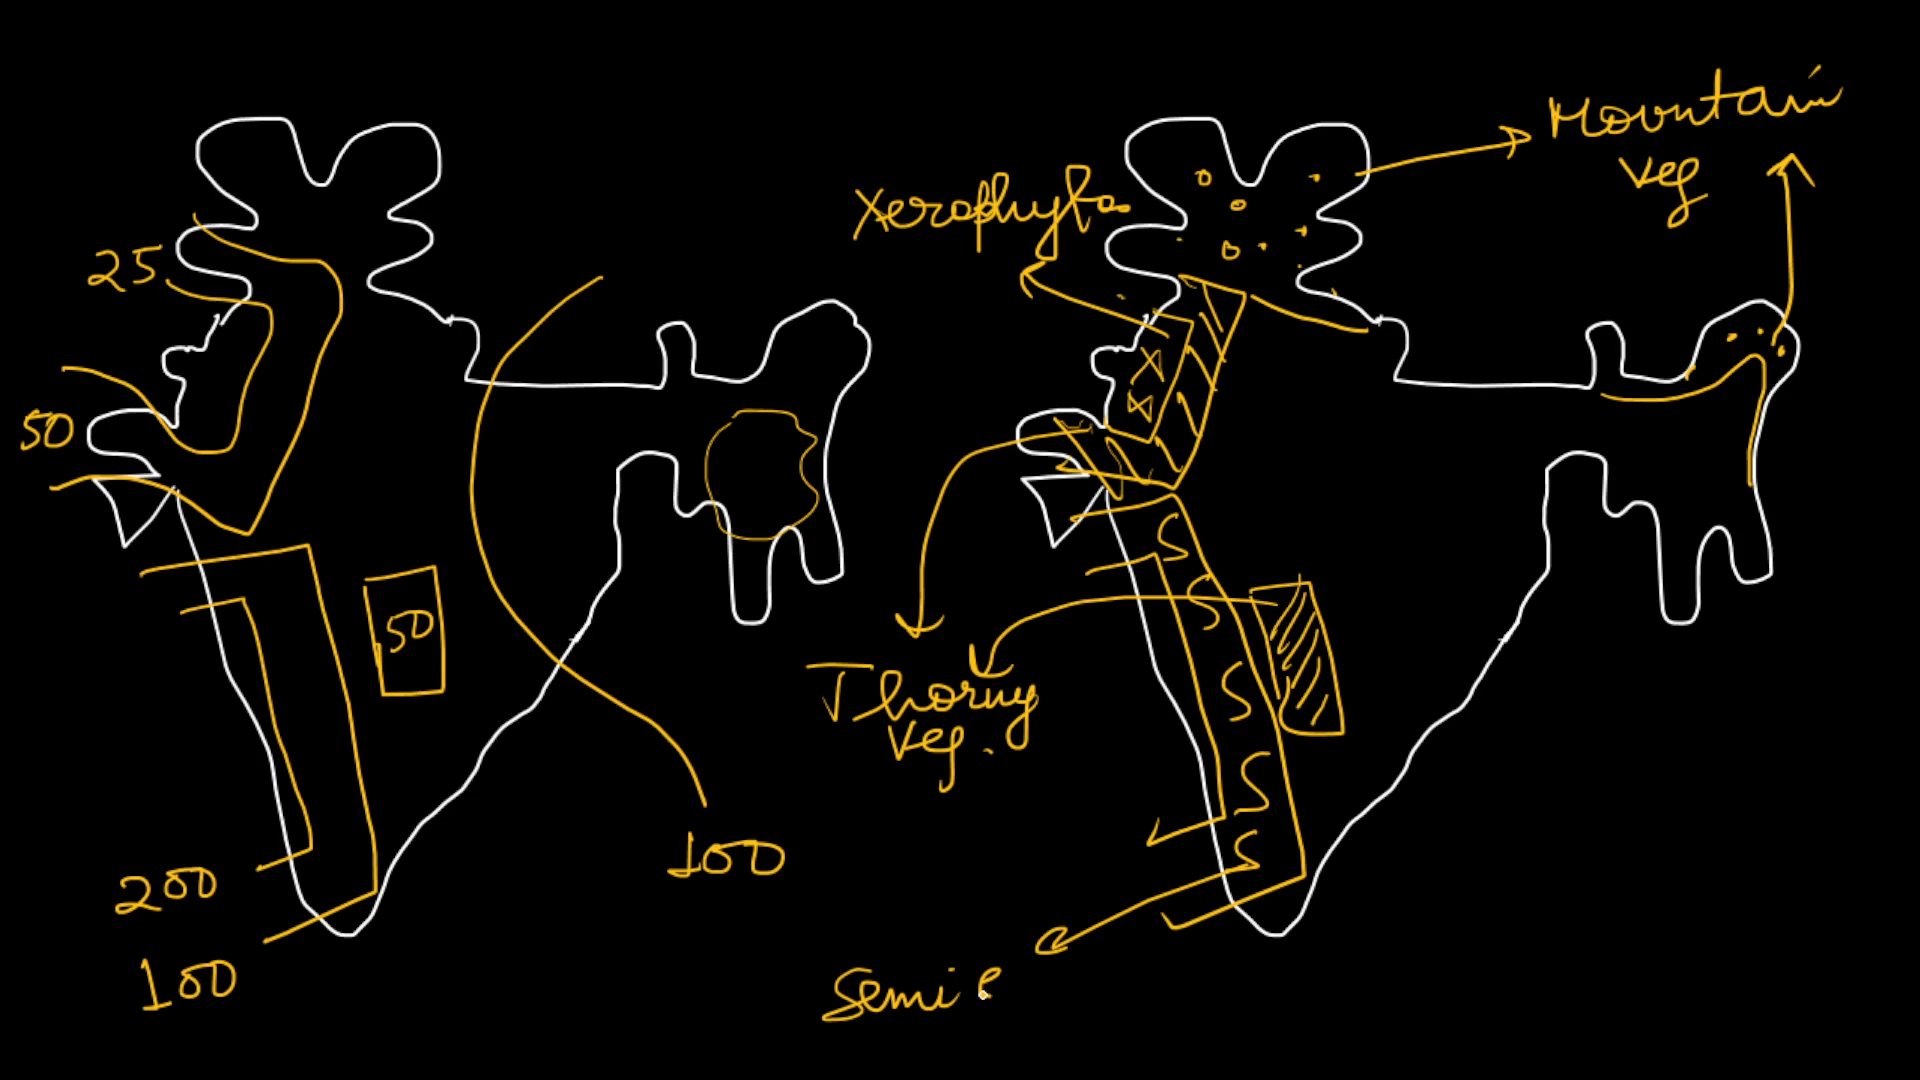 25
50
50
200
100
100
Mountain
Veg
Xerophytes
Thorny
Veg.
S
S
S
S
S
Semi e